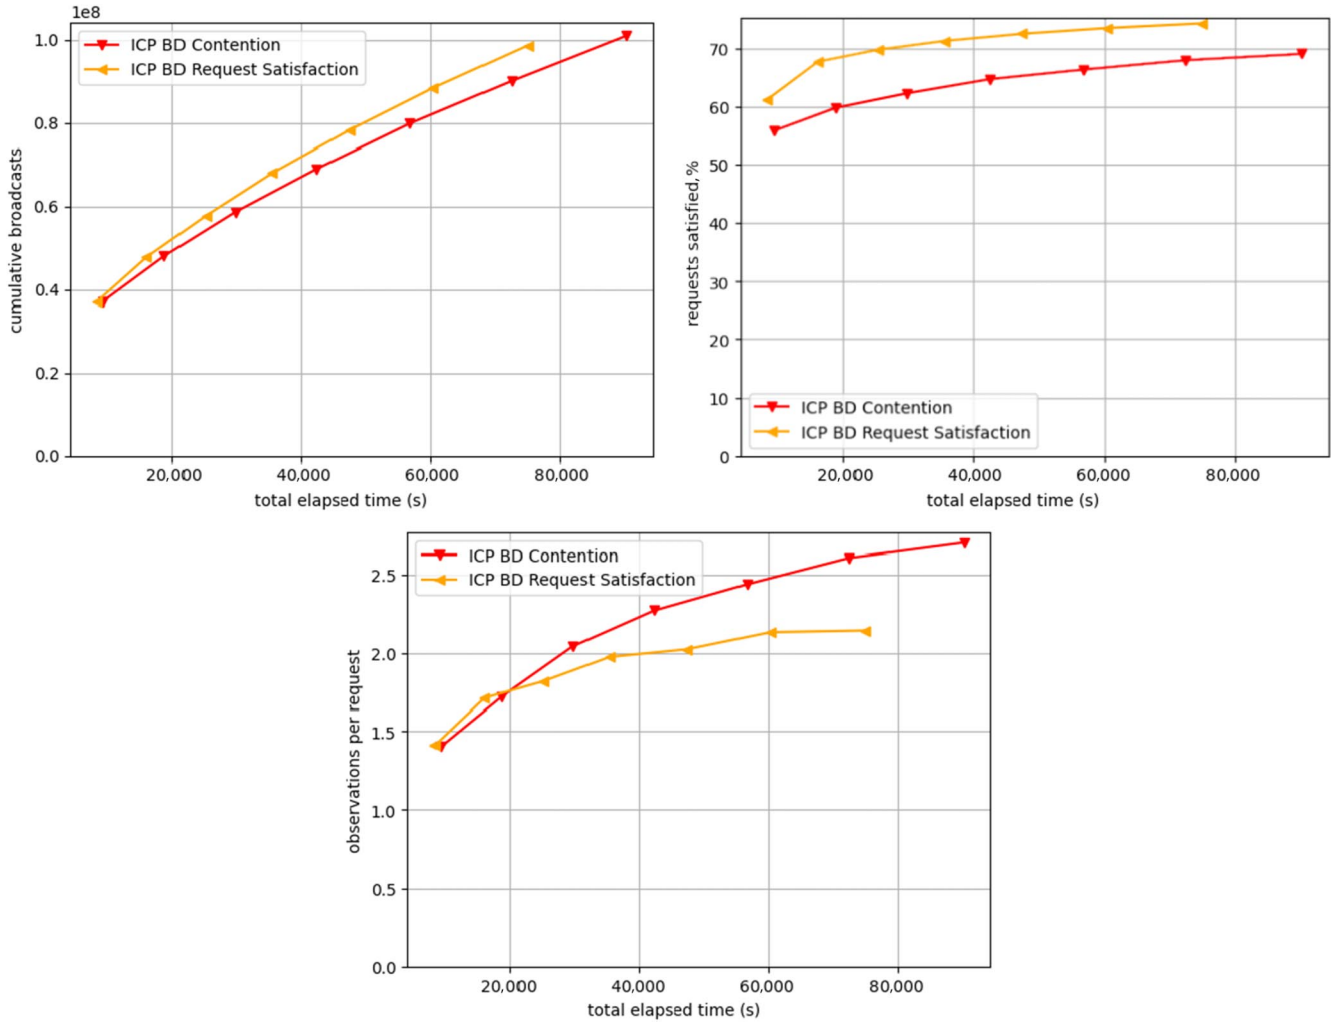 1e8
1.0
0.8
0.6
0.4
0.2
0.0
cumulative broadcasts
ICP BD Contention
ICP BD Request Satisfaction
20,000 40,000 60,000 80,000
total elapsed time (s)
70
60
50
40
30
20
10
0
requests satisfied,%
ICP BD Contention
ICP BD Request Satisfaction
20,000 40,000 60,000 80,000
total elapsed time (s)
2.5
2.0
1.5
1.0
0.5
0.0
observations per request
ICP BD Contention
ICP BD Request Satisfaction
20,000 40,000 60,000 80,000
total elapsed time (s)